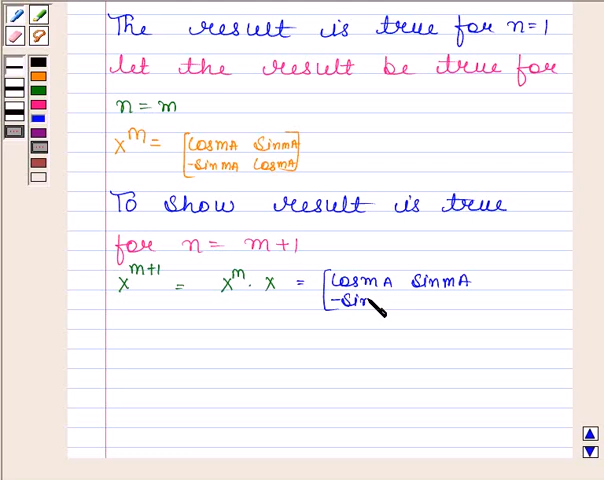 The result is true for n=1
let the result be true for
n = m
X^m = [cosmA sinmA
-sinmA cosmA]
To show result is true
for n = m+1
X^m+1 = X^m . X = [cosmA sinmA
-sin